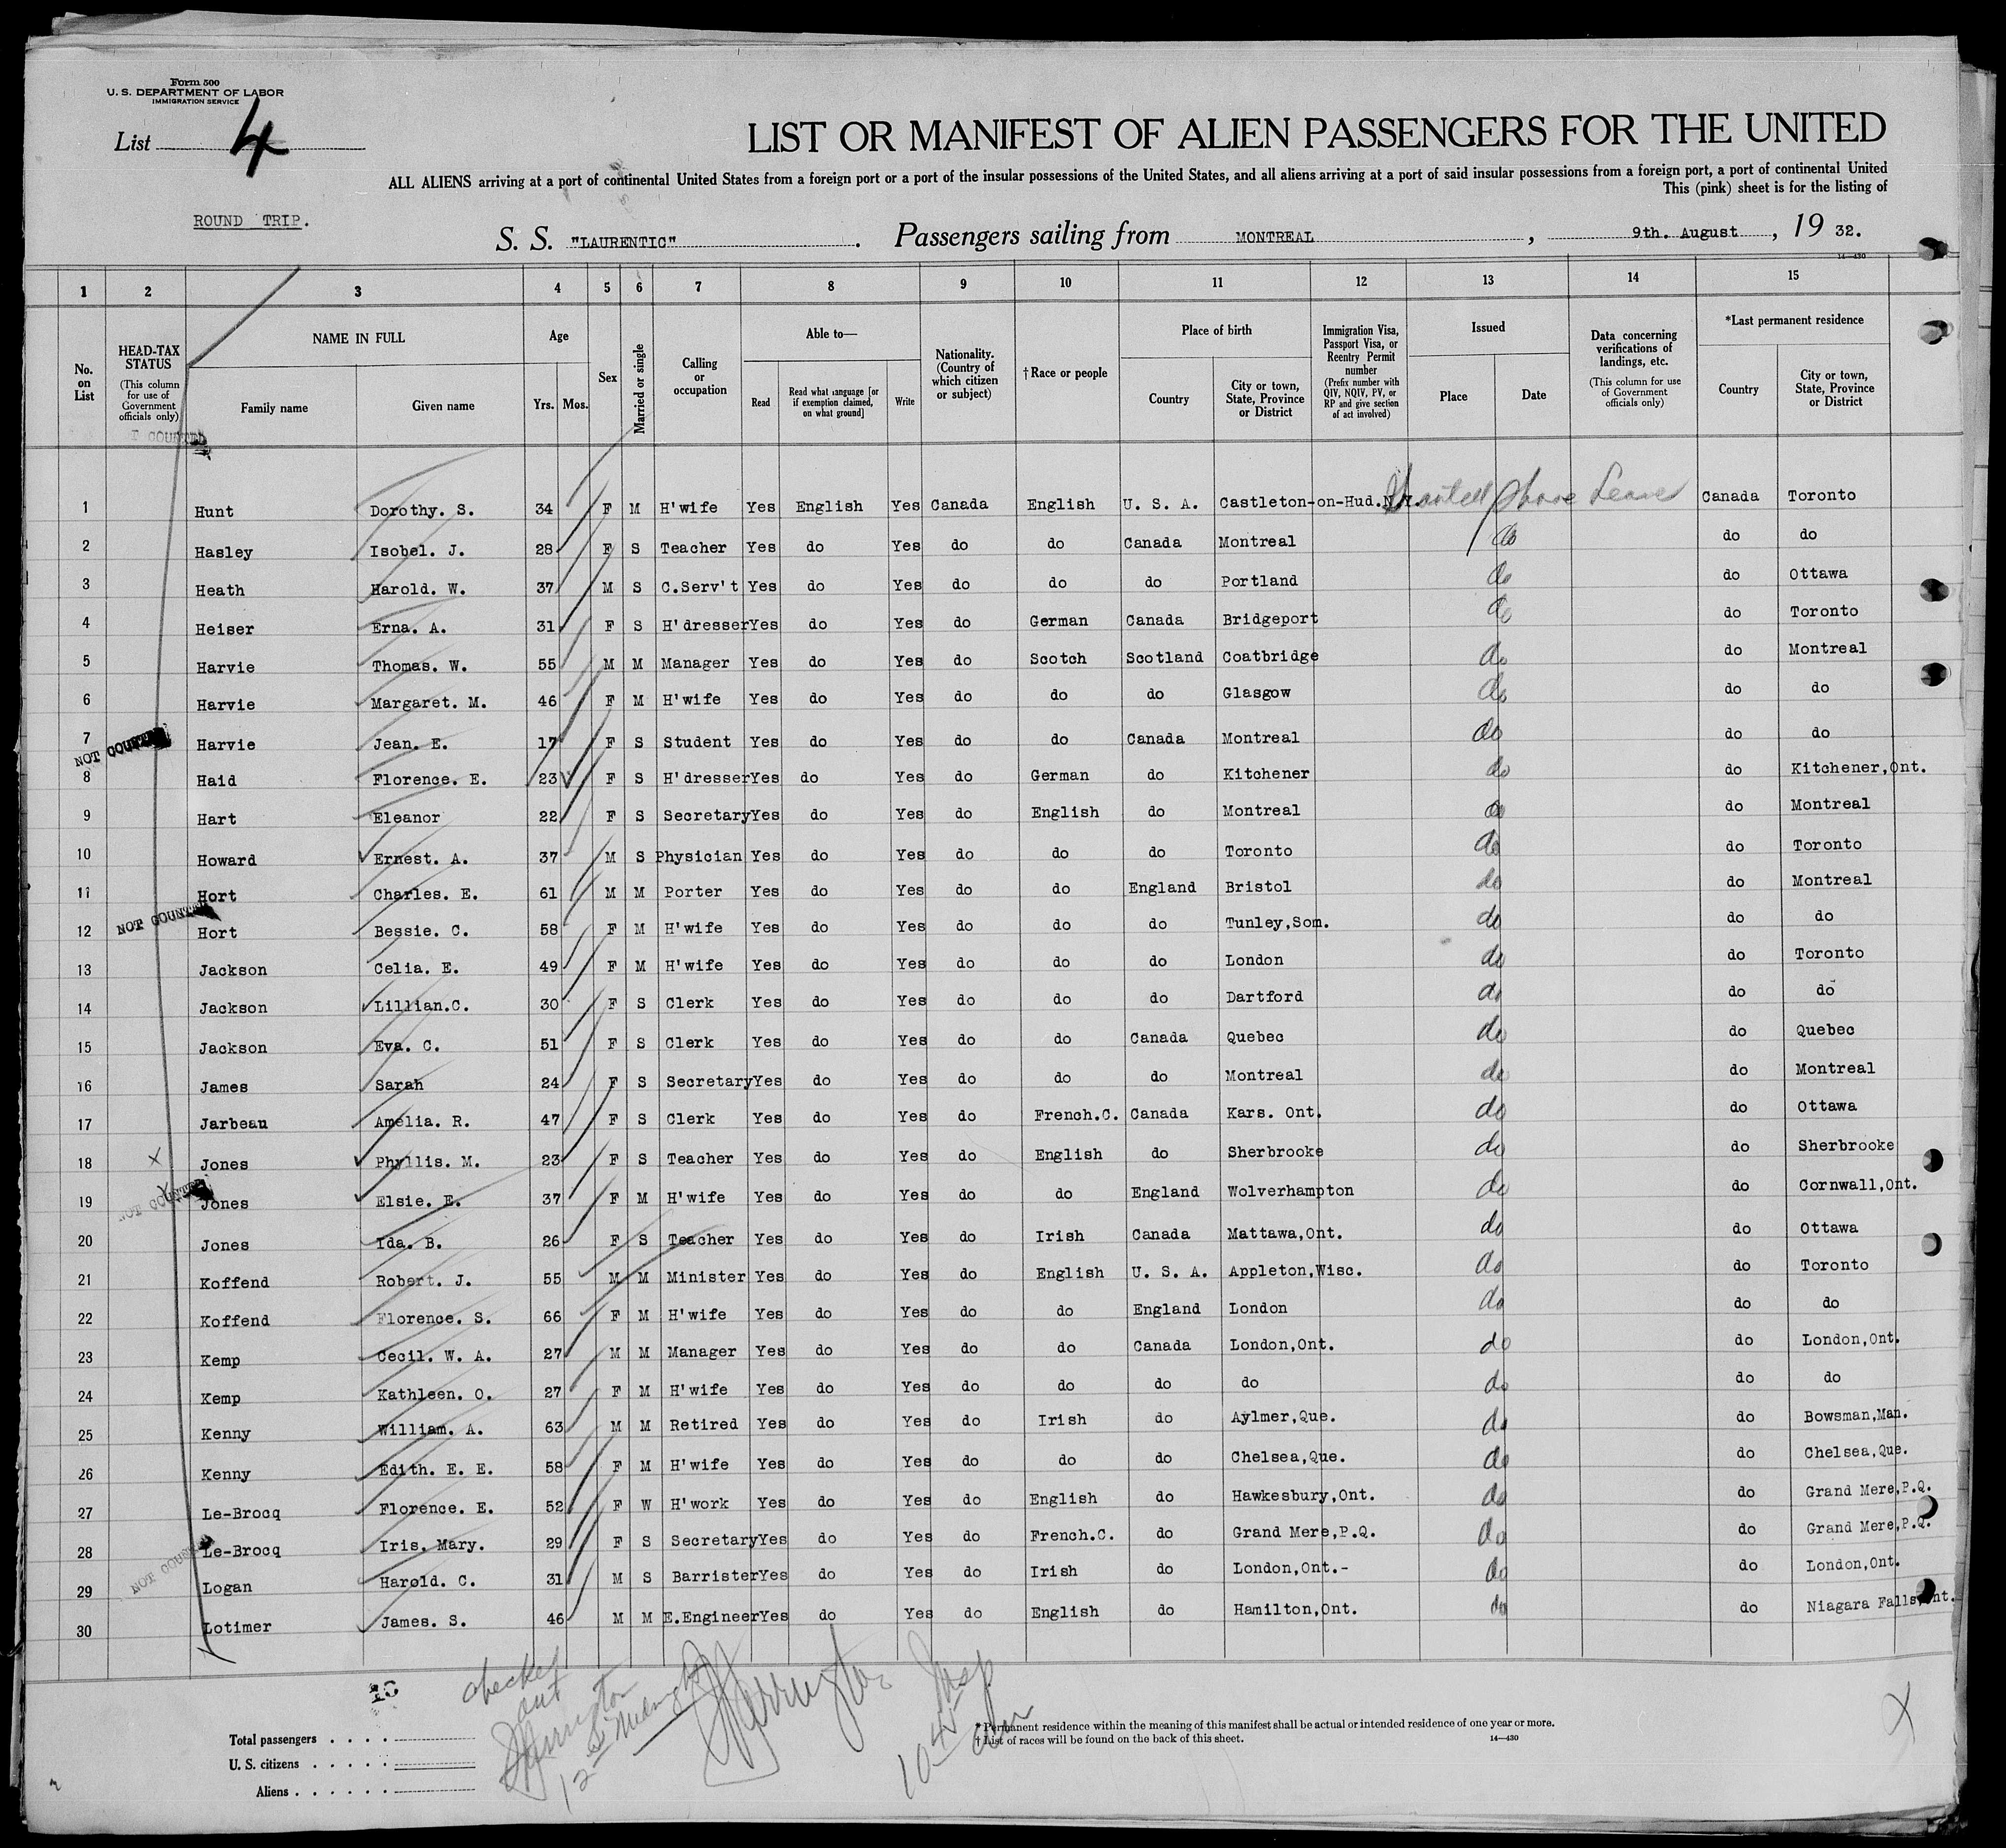 Form 500
U. S. DEPARTMENT OF LABOR
IMMIGRATION SERVICE
List 4
LIST OR MANIFEST OF ALIEN PASSENGERS FOR THE UNITED
ALL ALIENS arriving at a port of continental United States from a foreign port or a port of the insular possessions of the United States, and all aliens arriving at a port of said insular possessions from a foreign port, a port of continental United
This (pink) sheet is for the listing of
ROUND TRIP.
S. S. "LAURENTIC". Passengers sailing from MONTREAL, 9th. August, 19 32.
14—430
1 2 3 4 5 6 7 8 9 10 11 12 13 14 15
No. on List
HEAD-TAX STATUS (This column for use of Government officials only)
NAME IN FULL Family name Given name
Age Yrs. Mos.
Sex
Married or single
Calling or occupation
Able to— Read Read what language [or if exemption claimed, on what ground] Write
Nationality. (Country of which citizen or subject)
†Race or people
Place of birth Country City or town, State, Province or District
Immigration Visa, Passport Visa, or Reentry Permit number (Prefix number with QIV, NQIV, PV, or RP and give section of act involved)
Issued Place Date
Data concerning verifications of landings, etc. (This column for use of Government officials only)
*Last permanent residence Country City or town, State, Province or District
T COUNTED
1 Hunt Dorothy. S. 34 F M H'wife Yes English Yes Canada English U. S. A. Castleton-on-Hud. Shore Leave Canada Toronto
2 Hasley Isobel. J. 28 F S Teacher Yes do Yes do do Canada Montreal do do do
3 Heath Harold. W. 37 M S C.Serv't Yes do Yes do do do Portland do do Ottawa
4 Heiser Erna. A. 31 F S H'dresser Yes do Yes do German Canada Bridgeport do do Toronto
5 Harvie Thomas. W. 55 M M Manager Yes do Yes do Scotch Scotland Coatbridge do do Montreal
6 Harvie Margaret. M. 46 F M H'wife Yes do Yes do do do Glasgow do do do
7 Harvie Jean. E. 17 F S Student Yes do Yes do do Canada Montreal do do do
NOT COUNTED
8 Haid Florence. E. 23 F S H'dresser Yes do Yes do German do Kitchener do do Kitchener,Ont.
9 Hart Eleanor 22 F S Secretary Yes do Yes do English do Montreal do do Montreal
10 Howard Ernest. A. 37 M S Physician Yes do Yes do do do Toronto do do Toronto
11 Hort Charles. E. 61 M M Porter Yes do Yes do do England Bristol do do Montreal
NOT COUNTED
12 Hort Bessie. C. 58 F M H'wife Yes do Yes do do do Tunley,Som. do do do
13 Jackson Celia. E. 49 F M H'wife Yes do Yes do do do London do do Toronto
14 Jackson Lillian.C. 30 F S Clerk Yes do Yes do do do Dartford do do do
15 Jackson Eva. C. 51 F S Clerk Yes do Yes do do Canada Quebec do do Quebec
16 James Sarah 24 F S Secretary Yes do Yes do do do Montreal do do Montreal
17 Jarbeau Amelia. R. 47 F S Clerk Yes do Yes do French.C. Canada Kars. Ont. do do Ottawa
18 X Jones Phyllis. M. 23 F S Teacher Yes do Yes do English do Sherbrooke do do Sherbrooke
NOT COUNTED
19 X Jones Elsie. E. 37 F M H'wife Yes do Yes do do England Wolverhampton do do Cornwall,Ont.
20 Jones Ida. B. 26 F S Teacher Yes do Yes do Irish Canada Mattawa,Ont. do do Ottawa
21 Koffend Robert. J. 55 M M Minister Yes do Yes do English U. S. A. Appleton,Wisc. do do Toronto
22 Koffend Florence. S. 66 F M H'wife Yes do Yes do do England London do do do
23 Kemp Cecil. W. A. 27 M M Manager Yes do Yes do do Canada London,Ont. do do London,Ont.
24 Kemp Kathleen. O. 27 F M H'wife Yes do Yes do do do do do do do
25 Kenny William. A. 63 M M Retired Yes do Yes do Irish do Aylmer,Que. do do Bowsman,Man.
26 Kenny Edith. E. E. 58 F M H'wife Yes do Yes do do do Chelsea,Que. do do Chelsea,Que.
27 Le-Brocq Florence. E. 52 F W H'work Yes do Yes do English do Hawkesbury,Ont. do do Grand Mere,P.Q.
28 Le-Brocq Iris. Mary. 29 F S Secretary Yes do Yes do French.C. do Grand Mere,P.Q. do do Grand Mere,P.Q.
NOT COUNTED
29 Logan Harold. C. 31 M S Barrister Yes do Yes do Irish do London,Ont.- do do London,Ont.
30 Lotimer James. S. 46 M M E.Engineer Yes do Yes do English do Hamilton,Ont. do do Niagara Falls,Ont.
checked out
Harrington
12 Midnight
Harrington Insp
10 45 am
Total passengers
U. S. citizens
Aliens
* Permanent residence within the meaning of this manifest shall be actual or intended residence of one year or more.
† List of races will be found on the back of this sheet.
14—430
X